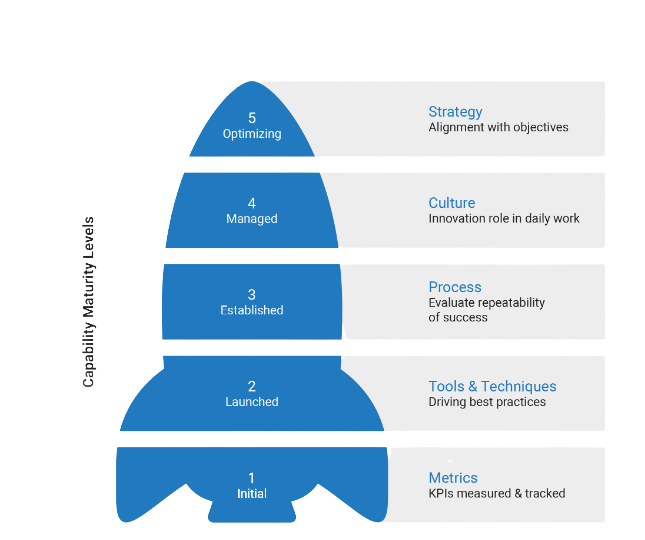 5
Optimizing
Strategy
Alignment with objectives
4
Managed
Culture
Innovation role in daily work
3
Established
Process
Evaluate repeatability
of success
2
Launched
Tools & Techniques
Driving best practices
1
Initial
Metrics
KPIs measured & tracked
Capability Maturity Levels